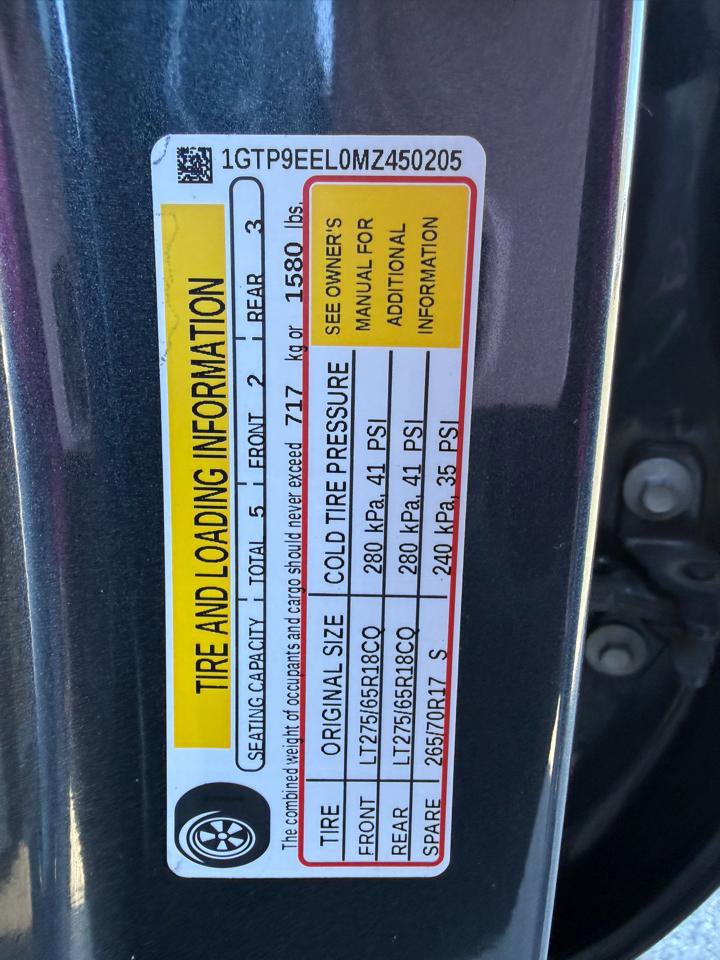 1GTP9EEL0MZ450205
TIRE AND LOADING INFORMATION
SEATING CAPACITY TOTAL 5 FRONT 2 REAR 3
The combined weight of occupants and cargo should never exceed 717 kg or 1580 lbs.
TIRE ORIGINAL SIZE COLD TIRE PRESSURE
FRONT LT275/65R18CQ 280 kPa, 41 PSI
REAR LT275/65R18CQ 280 kPa, 41 PSI
SPARE 265/70R17 S 240 kPa, 35 PSI
SEE OWNER'S
MANUAL FOR
ADDITIONAL
INFORMATION